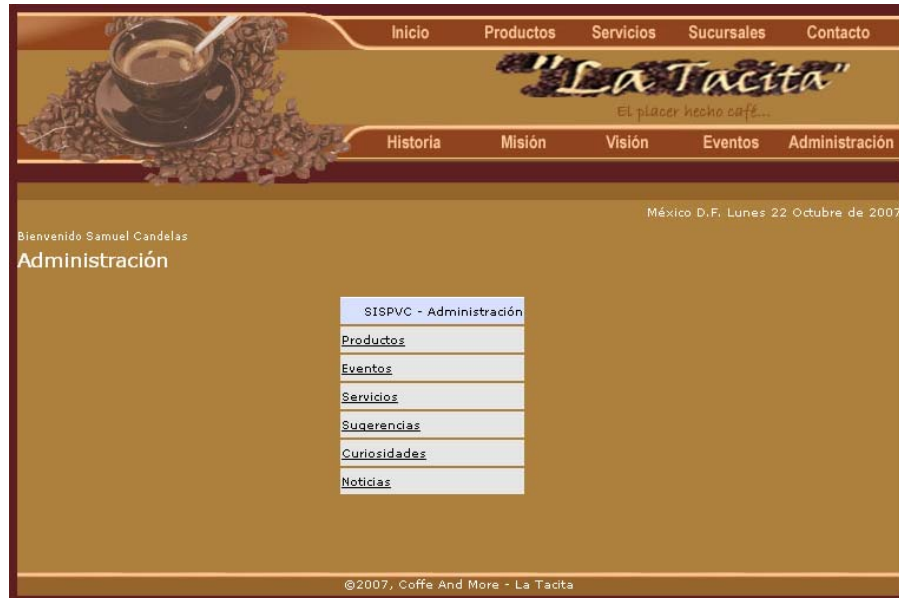 Inicio Productos Servicios Sucursales Contacto
"La Tacita"
El placer hecho café...
Historia Misión Visión Eventos Administración
México D.F. Lunes 22 Octubre de 2007
Bienvenido Samuel Candelas
Administración
SISPVC - Administración
Productos
Eventos
Servicios
Sugerencias
Curiosidades
Noticias
©2007, Coffe And More - La Tacita